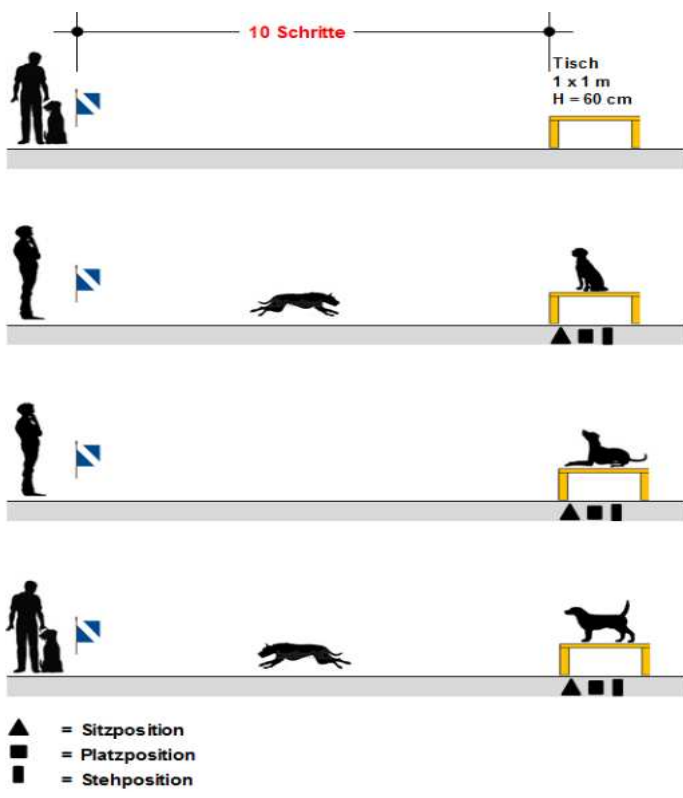 10 Schritte
Tisch
1 x 1 m
H = 60 cm
= Sitzposition
= Platzposition
= Stehposition